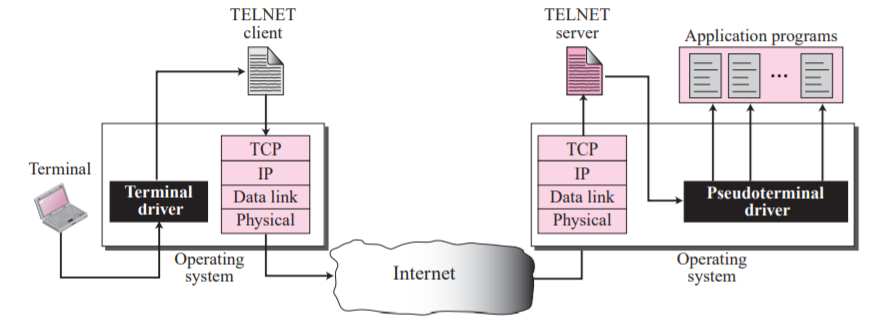 TELNET
client
TELNET
server
Application programs
...
Terminal
Terminal
driver
TCP
IP
Data link
Physical
Operating
system
Internet
TCP
IP
Data link
Physical
Pseudoterminal
driver
Operating
system